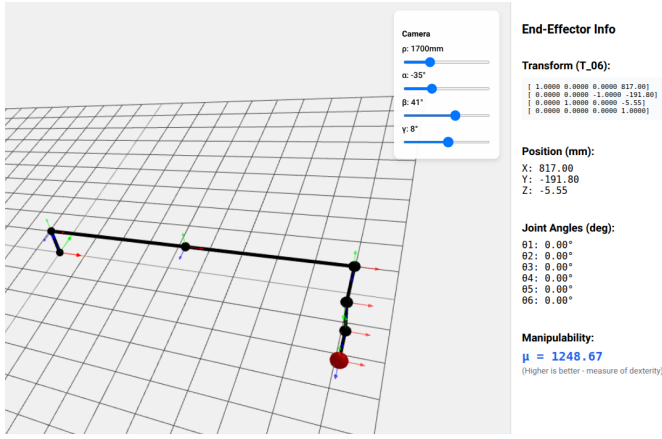 Camera
ρ: 1700mm
α: -35°
β: 41°
γ: 8°
End-Effector Info
Transform (T_06):
[ 1.0000 0.0000 0.0000 817.00]
[ 0.0000 0.0000 -1.0000 -191.80]
[ 0.0000 1.0000 0.0000 -5.55]
[ 0.0000 0.0000 0.0000 1.0000]
Position (mm):
X: 817.00
Y: -191.80
Z: -5.55
Joint Angles (deg):
θ1: 0.00°
θ2: 0.00°
θ3: 0.00°
θ4: 0.00°
θ5: 0.00°
θ6: 0.00°
Manipulability:
μ = 1248.67
(Higher is better - measure of dexterity)